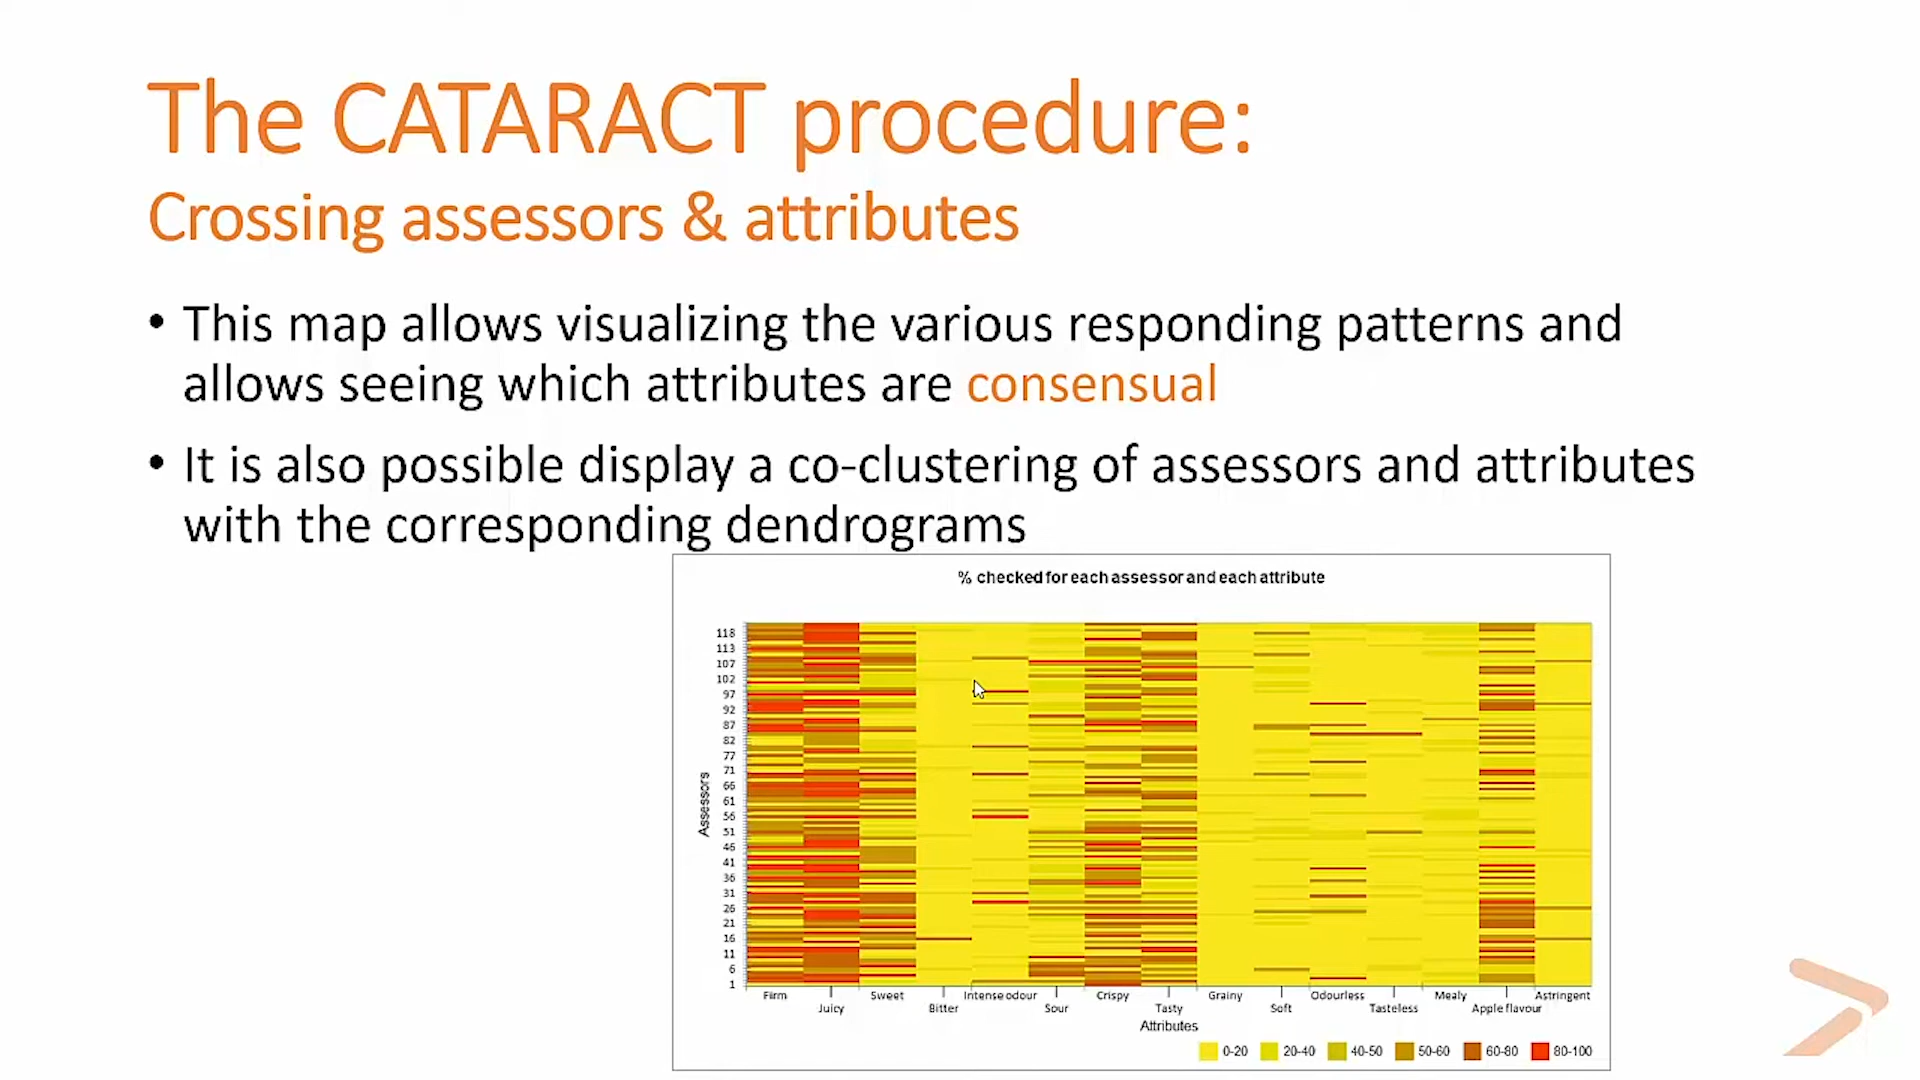 The CATARACT procedure:
Crossing assessors & attributes
• This map allows visualizing the various responding patterns and
allows seeing which attributes are consensual
• It is also possible display a co-clustering of assessors and attributes
with the corresponding dendrograms
% checked for each assessor and each attribute
118
113
107
102
97
92
87
82
77
71
66
61
56
51
46
41
36
31
26
21
16
11
6
1
Assessors
Firm Sweet Intense odour Crispy Grainy Odourless Mealy Astringent
Juicy Bitter Sour Tasty Soft Tasteless Apple flavour
Attributes
0-20 20-40 40-50 50-60 60-80 80-100